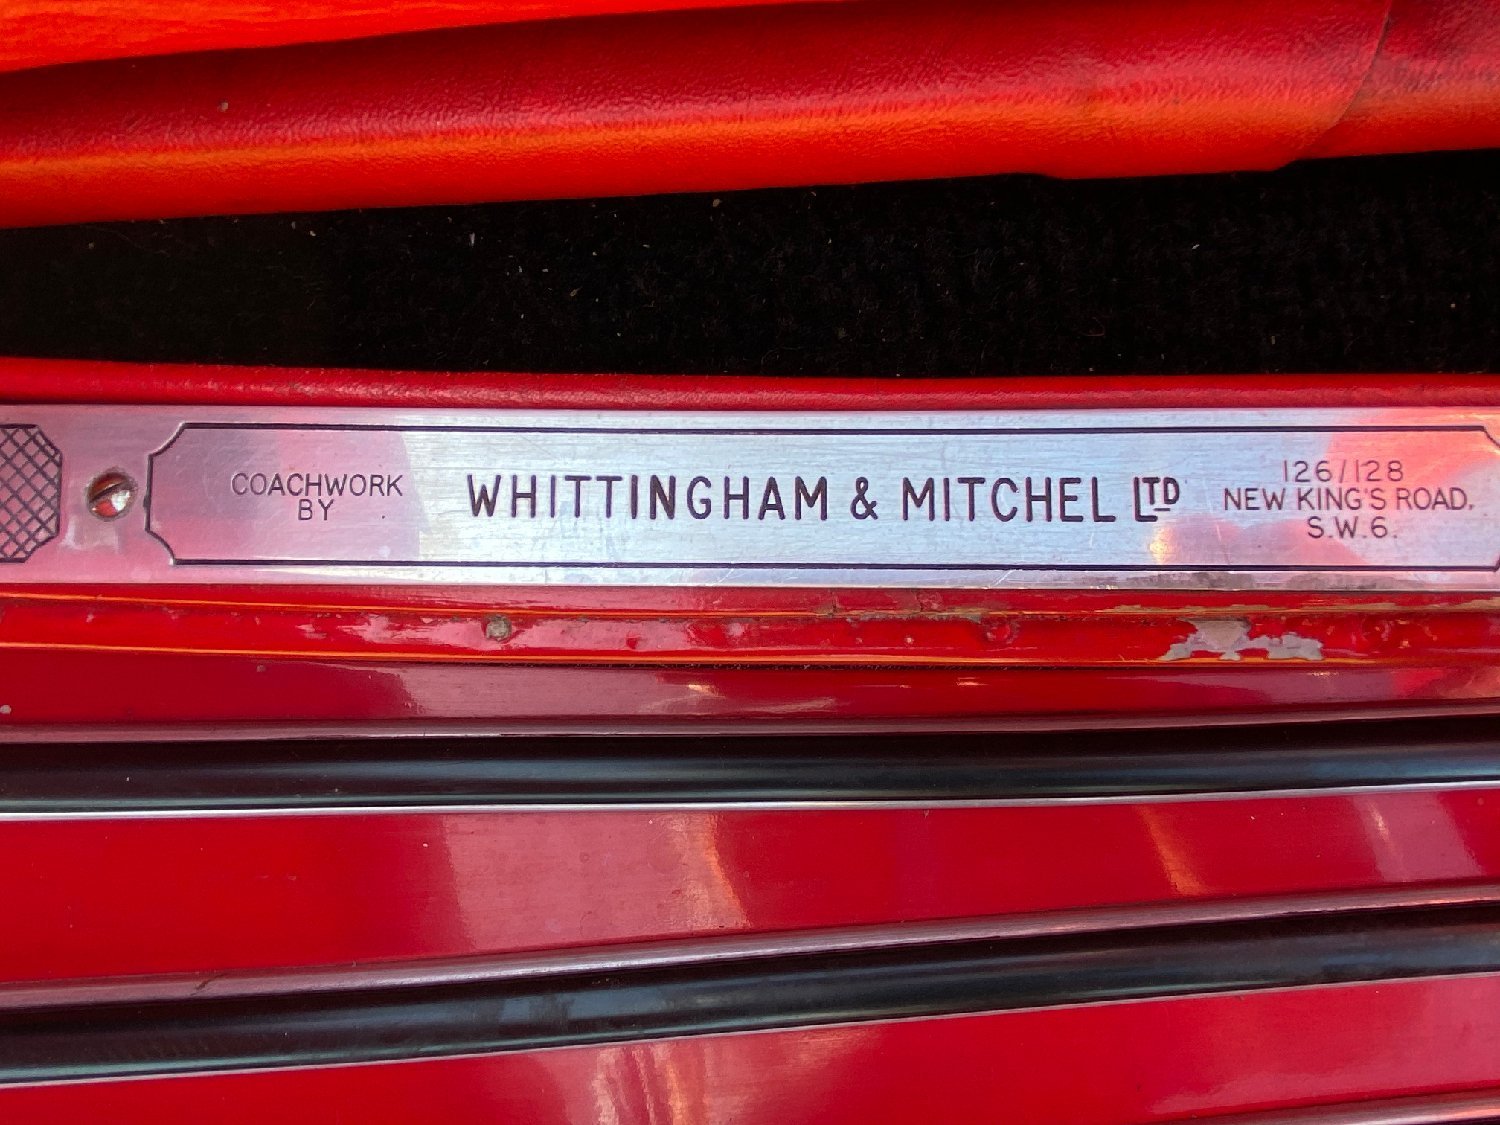 COACHWORK
BY
WHITTINGHAM & MITCHEL LTD
126/128
NEW KING'S ROAD,
S.W.6.